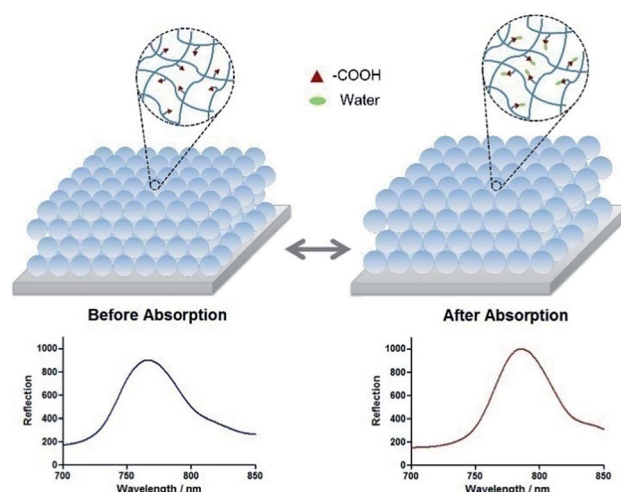 -COOH
Water
Before Absorption
After Absorption
1000
800
600
400
200
0
Reflection
700
750
800
850
Wavelength / nm
1000
800
600
400
200
0
Reflection
700
750
800
850
Wavelength / nm